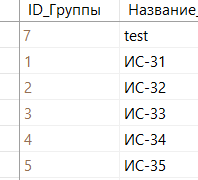 ID_Группы Название_
7 test
1 ИС-31
2 ИС-32
3 ИС-33
4 ИС-34
5 ИС-35